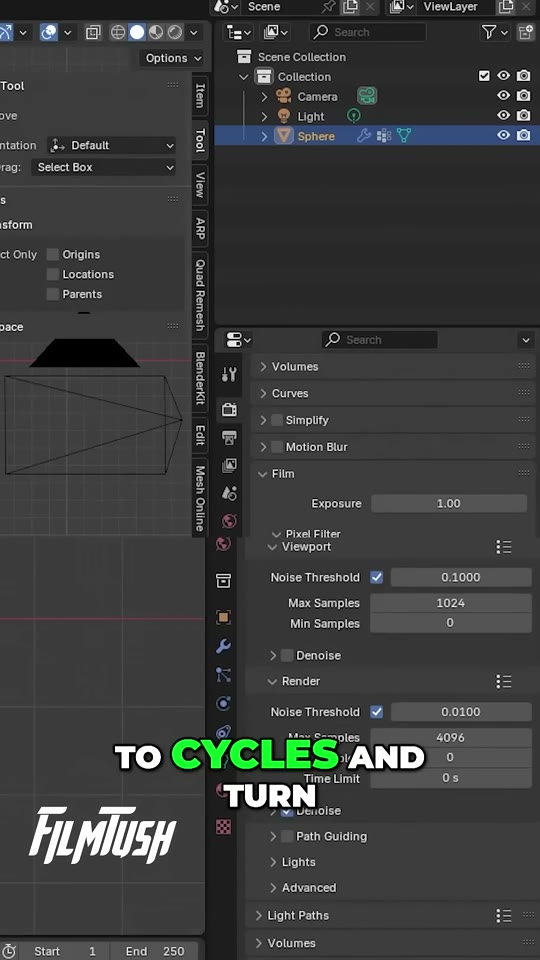 Scene
ViewLayer
Options
Search
Scene Collection
Collection
Camera
Light
Sphere
Tool
ove
ntation
Default
Drag:
Select Box
s
nsform
ct Only
Origins
Locations
Parents
pace
Item
Tool
View
ARP
Quad Remesh
BlenderKit
Edit
Mesh Online
Search
Volumes
Curves
Simplify
Motion Blur
Film
Exposure
1.00
Pixel Filter
Viewport
Noise Threshold
0.1000
Max Samples
1024
Min Samples
0
Denoise
Render
Noise Threshold
0.0100
Max Samples
4096
0
Time Limit
0 s
TO CYCLES AND
TURN
Denoise
Path Guiding
Lights
Advanced
Light Paths
Volumes
FILMTUSH
Start
1
End
250